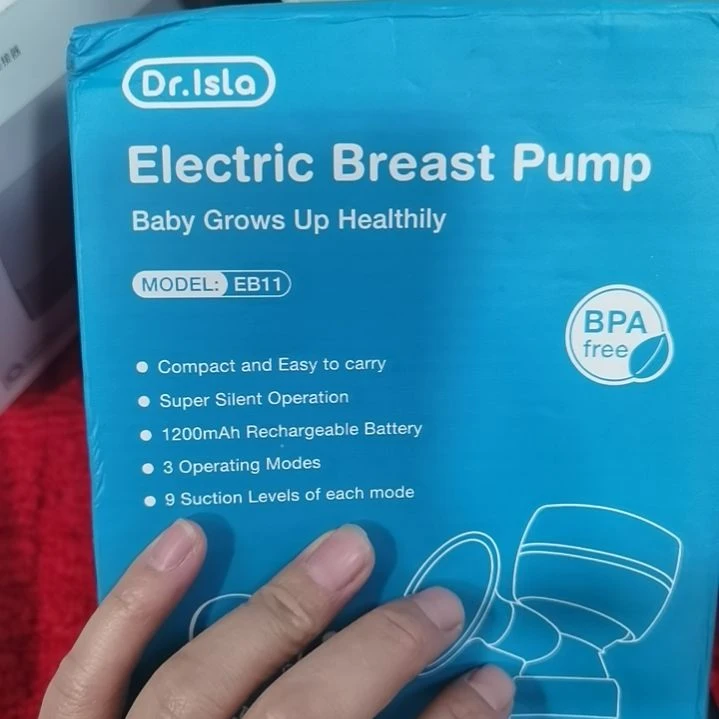 Dr.Isla
Electric Breast Pump
Baby Grows Up Healthily
MODEL: EB11
BPA
free
Compact and Easy to carry
Super Silent Operation
1200mAh Rechargeable Battery
3 Operating Modes
9 Suction Levels of each mode